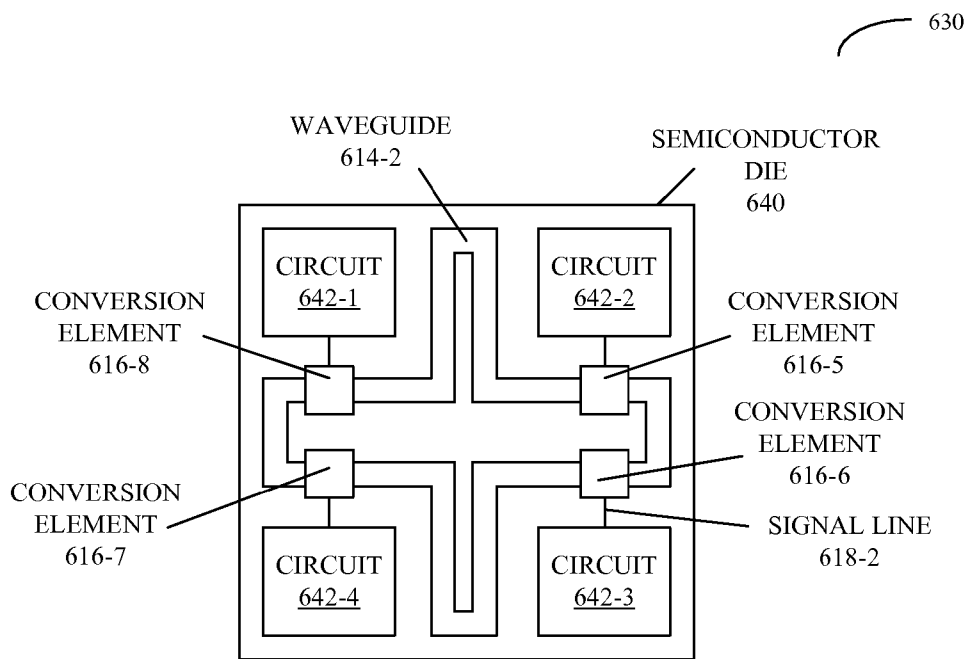 630
WAVEGUIDE
614-2
SEMICONDUCTOR
DIE
640
CIRCUIT
642-1
CIRCUIT
642-2
CONVERSION
ELEMENT
616-8
CONVERSION
ELEMENT
616-5
CONVERSION
ELEMENT
616-6
CONVERSION
ELEMENT
616-7
SIGNAL LINE
618-2
CIRCUIT
642-4
CIRCUIT
642-3